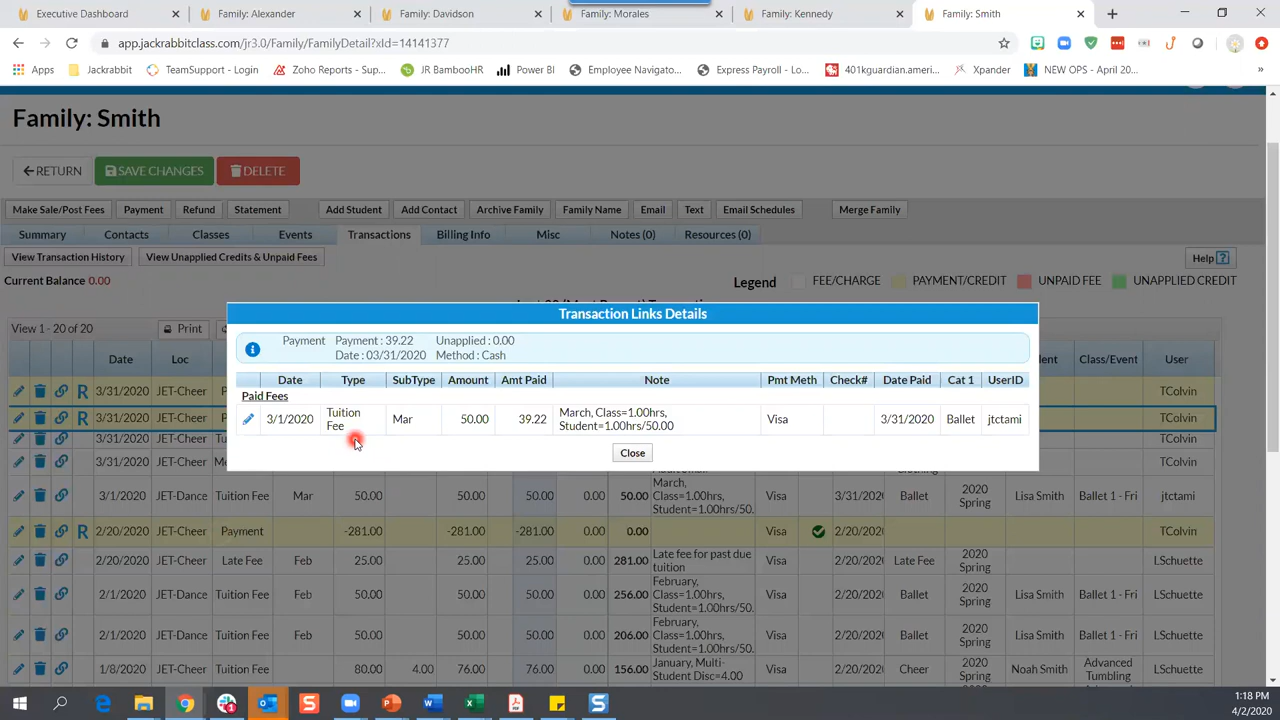 Executive Dashboard
Family: Alexander
Family: Davidson
Family: Morales
Family: Kennedy
Family: Smith
app.jackrabbitclass.com/jr3.0/Family/FamilyDetail?xId=14141377
Apps
Jackrabbit
TeamSupport - Login
Zoho Reports - Sup...
JR BambooHR
Power BI
Employee Navigato...
Express Payroll - Lo...
401kguardian.ameri...
Xpander
NEW OPS - April 20...
Family: Smith
RETURN
SAVE CHANGES
DELETE
Make Sale/Post Fees
Payment
Refund
Statement
Add Student
Add Contact
Archive Family
Family Name
Email
Text
Email Schedules
Merge Family
Summary
Contacts
Classes
Events
Transactions
Billing Info
Misc
Notes (0)
Resources (0)
View Transaction History
View Unapplied Credits & Unpaid Fees
Help ?
Current Balance 0.00
Legend
FEE/CHARGE
PAYMENT/CREDIT
UNPAID FEE
UNAPPLIED CREDIT
View 1 - 20 of 20
Print
Date
Loc
Class/Event
User
Transaction Links Details
Payment Payment : 39.22 Unapplied : 0.00
Date : 03/31/2020 Method : Cash
Date Type SubType Amount Amt Paid Note Pmt Meth Check# Date Paid Cat 1 UserID
Paid Fees
3/1/2020 Tuition Fee Mar 50.00 39.22 March, Class=1.00hrs, Student=1.00hrs/50.00 Visa 3/31/2020 Ballet jtctami
Close
R 3/31/2020 JET-Cheer TColvin
R 3/31/2020 JET-Cheer TColvin
3/31/2020 JET-Cheer TColvin
3/31/2020 JET-Cheer TColvin
3/1/2020 JET-Dance Tuition Fee Mar 50.00 50.00 50.00 0.00 50.00 March, Class=1.00hrs, Student=1.00hrs/50. Visa 3/31/202 Ballet 2020 Spring Lisa Smith Ballet 1 - Fri jtctami
R 2/20/2020 JET-Cheer Payment -281.00 -281.00 -281.00 0.00 0.00 Visa 2/20/202 TColvin
2/20/2020 JET-Cheer Late Fee Feb 25.00 25.00 25.00 0.00 281.00 Late fee for past due tuition Visa 2/20/202 Late Fee 2020 Spring LSchuette
2/1/2020 JET-Dance Tuition Fee Feb 50.00 50.00 50.00 0.00 256.00 February, Class=1.00hrs, Student=1.00hrs/50. Visa 2/20/202 Ballet 2020 Spring Lisa Smith Ballet 1 - Fri LSchuette
2/1/2020 JET-Dance Tuition Fee Feb 50.00 50.00 50.00 0.00 206.00 February, Class=1.00hrs, Student=1.00hrs/50. Visa 2/20/202 Ballet 2020 Spring Lisa Smith Ballet 1 - Fri LSchuette
1/8/2020 JET-Cheer Tuition Fee 80.00 4.00 76.00 76.00 0.00 156.00 January, Multi-Student Disc=4.00 Visa 2/20/202 Cheer 2020 Spring Noah Smith Advanced Tumbling LSchuette
1:18 PM
4/2/2020